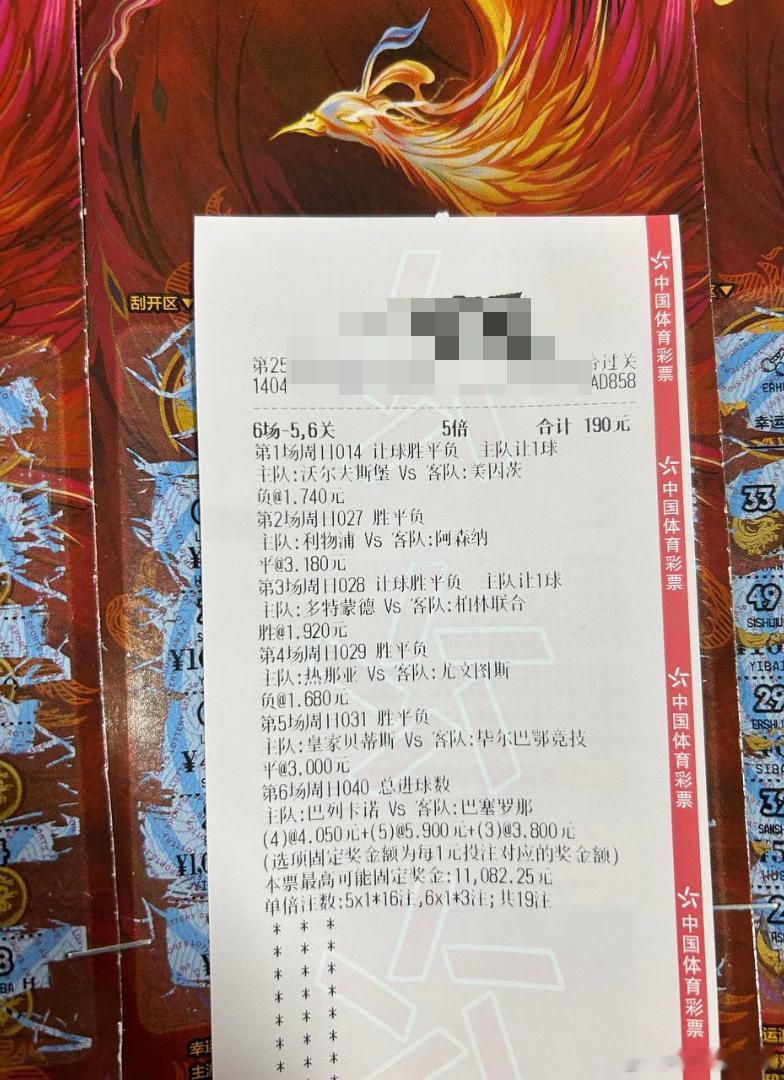 刮开区
中国体育彩票
第25
分过关
1404
AD858
6场-5,6关 5倍 合计 190元
第1场周日014 让球胜平负 主队让1球
主队:沃尔夫斯堡 Vs 客队:美因茨
负@1.740元
第2场周日027 胜平负
主队:利物浦 Vs 客队:阿森纳
平@3.180元
第3场周日028 让球胜平负 主队让1球
主队:多特蒙德 Vs 客队:柏林联合
胜@1.920元
第4场周日029 胜平负
主队:热那亚 Vs 客队:尤文图斯
负@1.680元
第5场周日031 胜平负
主队:皇家贝蒂斯 Vs 客队:毕尔巴鄂竞技
平@3.000元
第6场周日040 总进球数
主队:巴列卡诺 Vs 客队:巴塞罗那
(4)@4.050元+(5)@5.900元+(3)@3.800元
(选项固定奖金额为每1元投注对应的奖金额)
本票最高可能固定奖金:11,082.25元
单倍注数:5x1*16注,6x1*3注;共19注
* * *
* * *
* * *
* * *
* * *
* * *
* * *
中国体育彩票
中国体育彩票
中国体育彩票
33
49
SISHIJIU
YIBAI